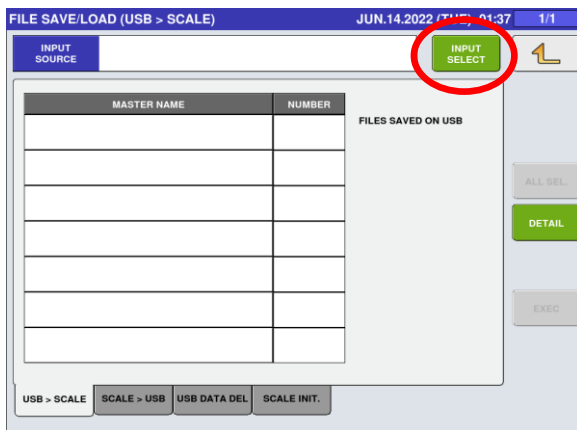 FILE SAVE/LOAD (USB > SCALE)
JUN.14.2022 (TUE) 01:37
1/1
INPUT
SOURCE
INPUT
SELECT
MASTER NAME
NUMBER
FILES SAVED ON USB
ALL SEL.
DETAIL
EXEC
USB > SCALE
SCALE > USB
USB DATA DEL
SCALE INIT.